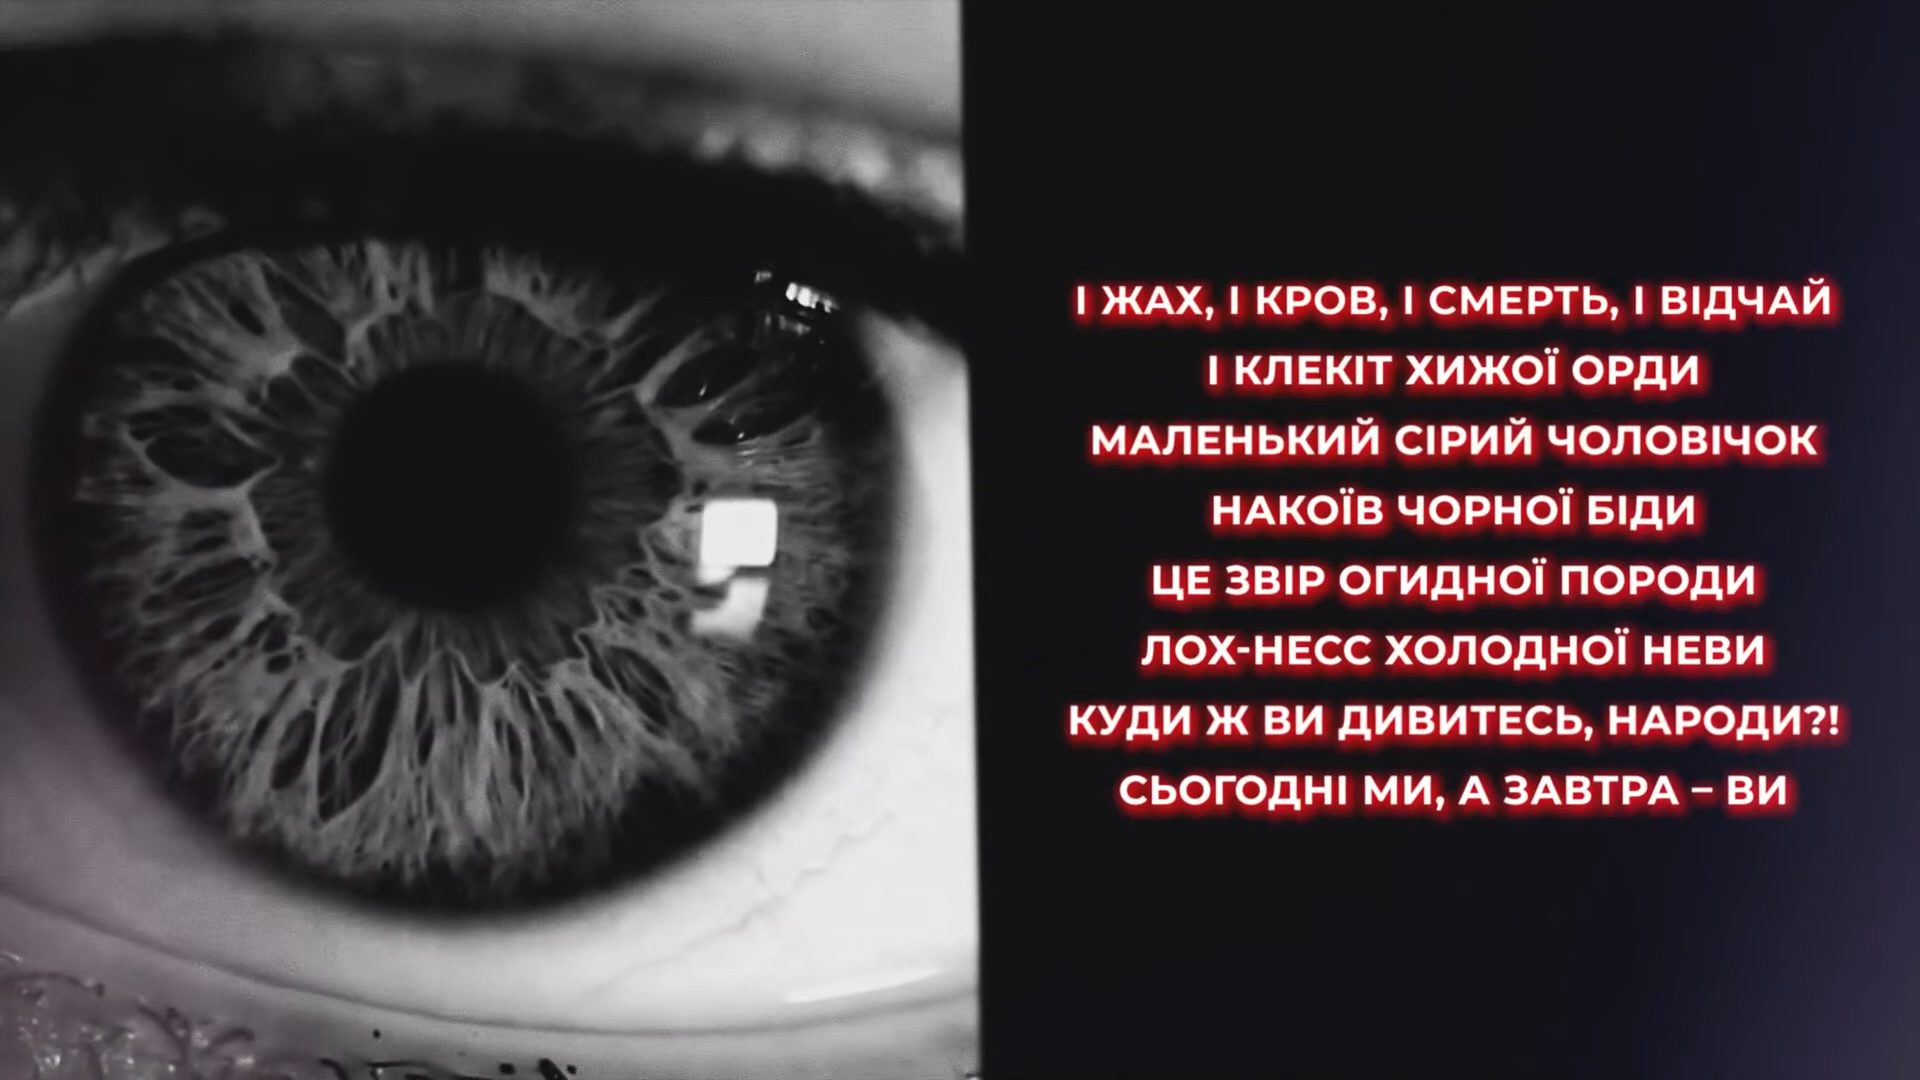 І ЖАХ, І КРОВ, І СМЕРТЬ, І ВІДЧАЙ
І КЛЕКІТ ХИЖОЇ ОРДИ
МАЛЕНЬКИЙ СІРИЙ ЧОЛОВІЧОК
НАКОЇВ ЧОРНОЇ БІДИ
ЦЕ ЗВІР ОГИДНОЇ ПОРОДИ
ЛОХ-НЕСС ХОЛОДНОЇ НЕВИ
КУДИ Ж ВИ ДИВИТЕСЬ, НАРОДИ?!
СЬОГОДНІ МИ, А ЗАВТРА – ВИ